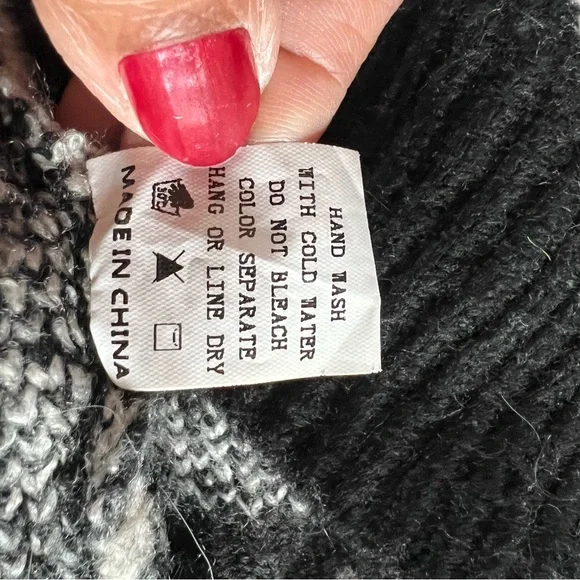 HAND WASH
WITH COLD WATER
DO NOT BLEACH
COLOR SEPARATE
HANG OR LINE DRY
30°C
MADE IN CHINA